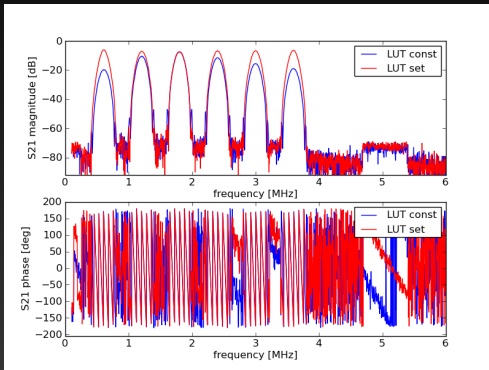 0
−20
−40
−60
−80
S21 magnitude [dB]
LUT const
LUT set
0 1 2 3 4 5 6
frequency [MHz]
200
150
100
50
0
−50
−100
−150
−200
S21 phase [deg]
LUT const
LUT set
0 1 2 3 4 5 6
frequency [MHz]